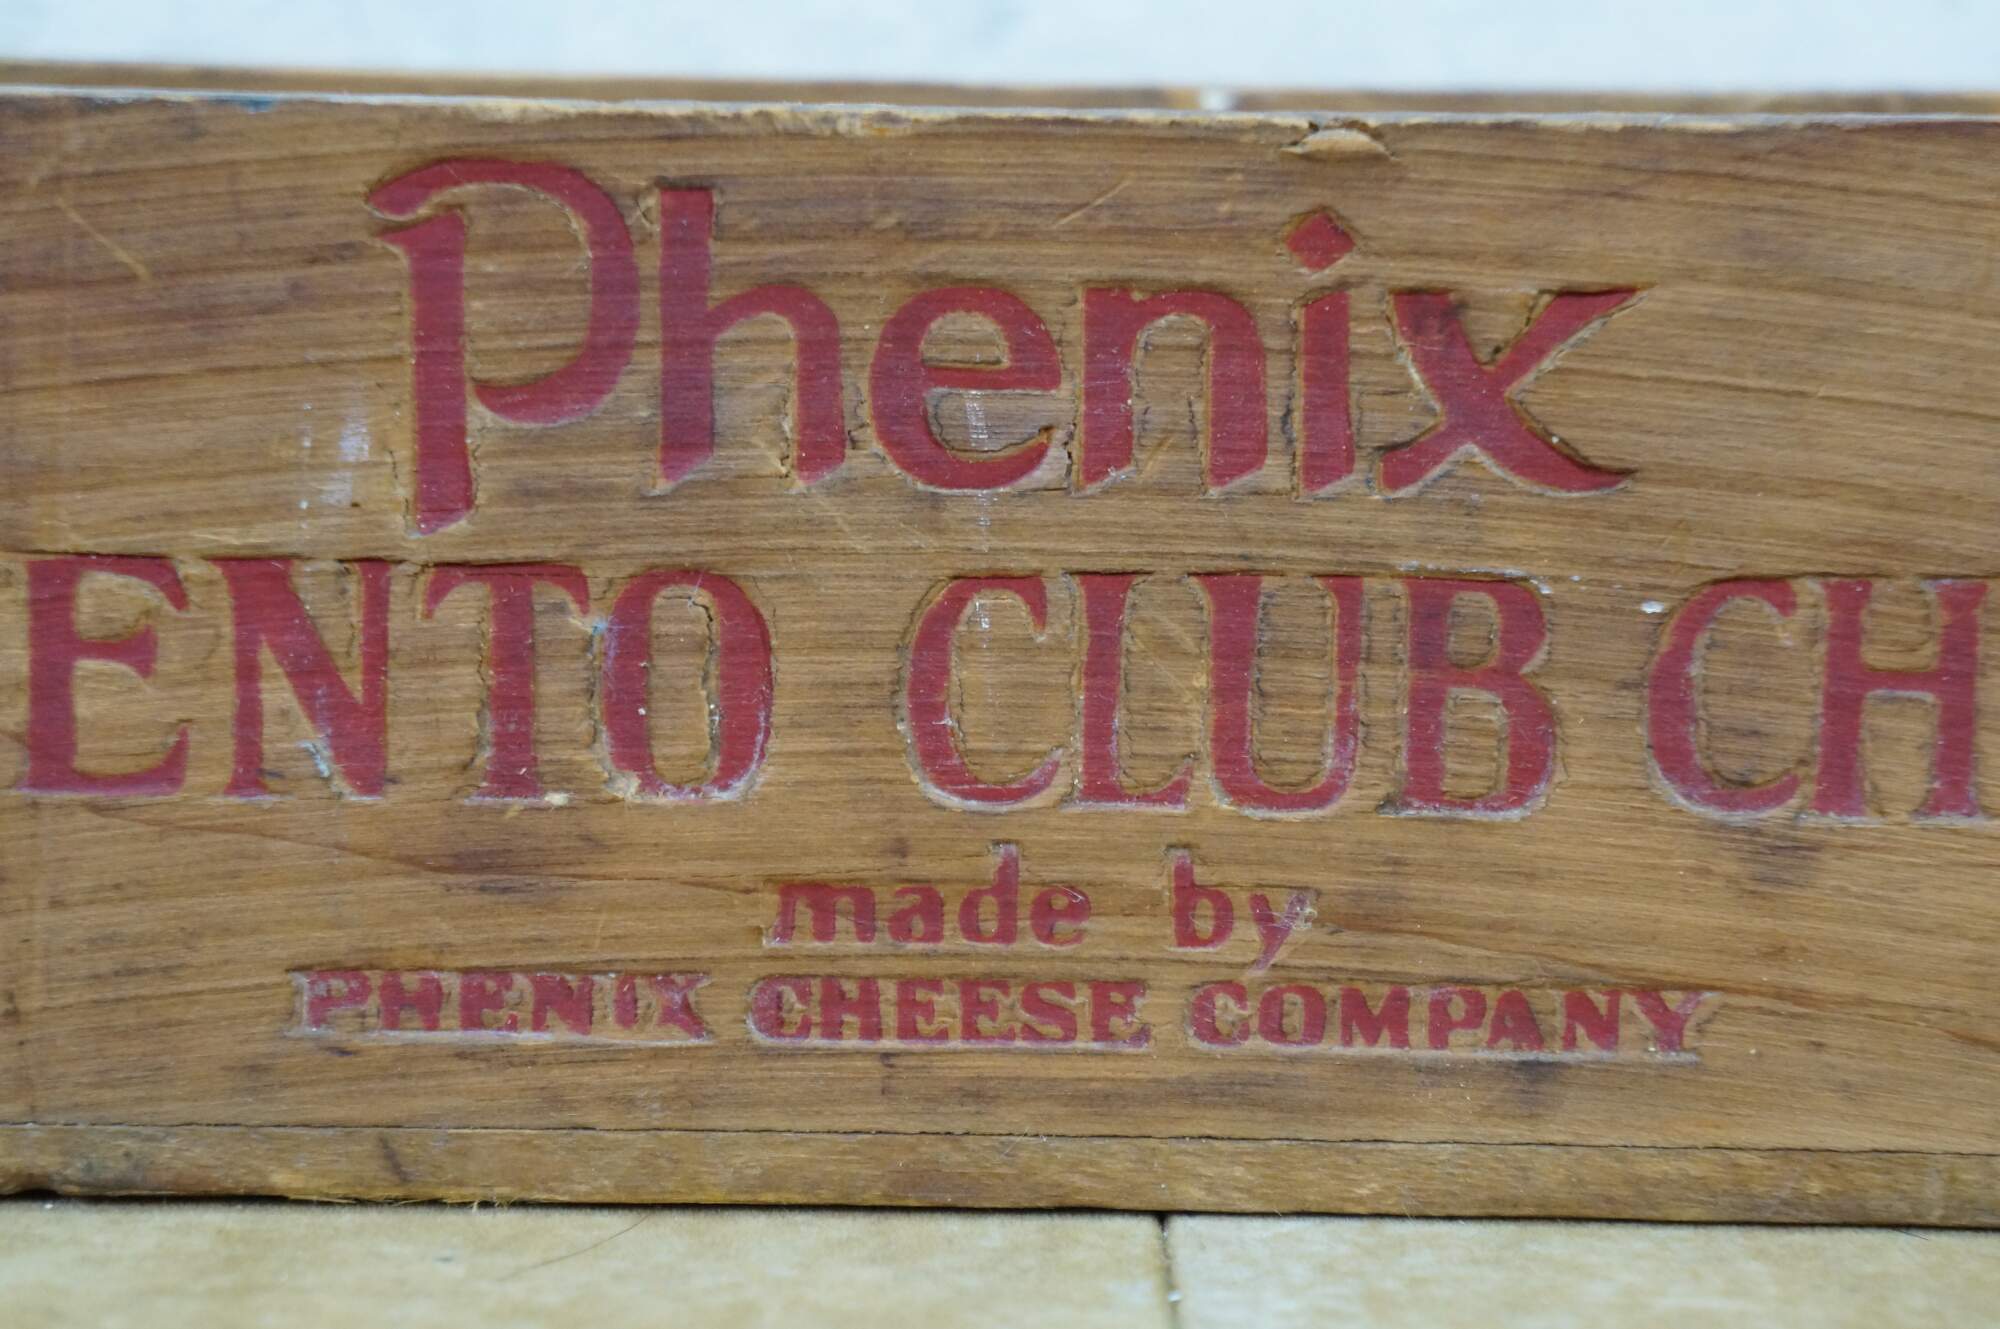 Phenix
ENTO CLUB CH
made by
PHENIX CHEESE COMPANY